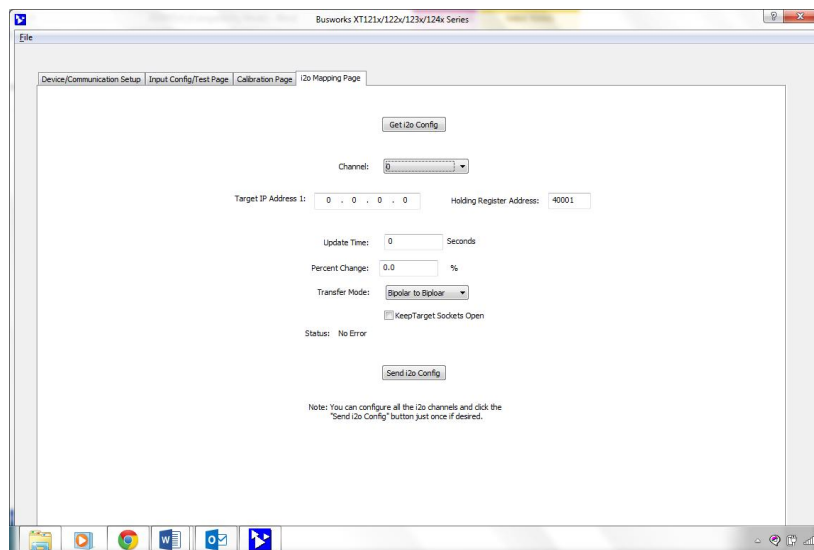 Busworks XT121x/122x/123x/124x Series
File
Device/Communication Setup Input Config/Test Page Calibration Page i2o Mapping Page
Get i2o Config
Channel: 0
Target IP Address 1: 0 . 0 . 0 . 0 Holding Register Address: 40001
Update Time: 0 Seconds
Percent Change: 0.0 %
Transfer Mode: Bipolar to Biploar
KeepTarget Sockets Open
Status: No Error
Send i2o Config
Note: You can configure all the i2o channels and click the
"Send i2o Config" button just once if desired.